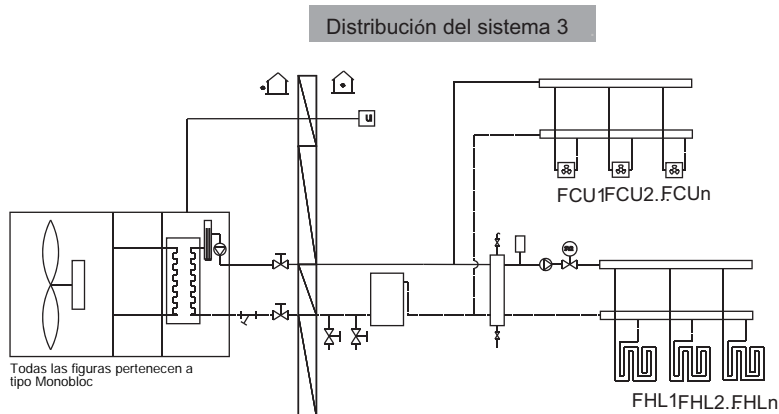 Distribución del sistema 3
u
FCU1FCU2...FCUn
Todas las figuras pertenecen a
tipo Monobloc
FHL1FHL2...FHLn